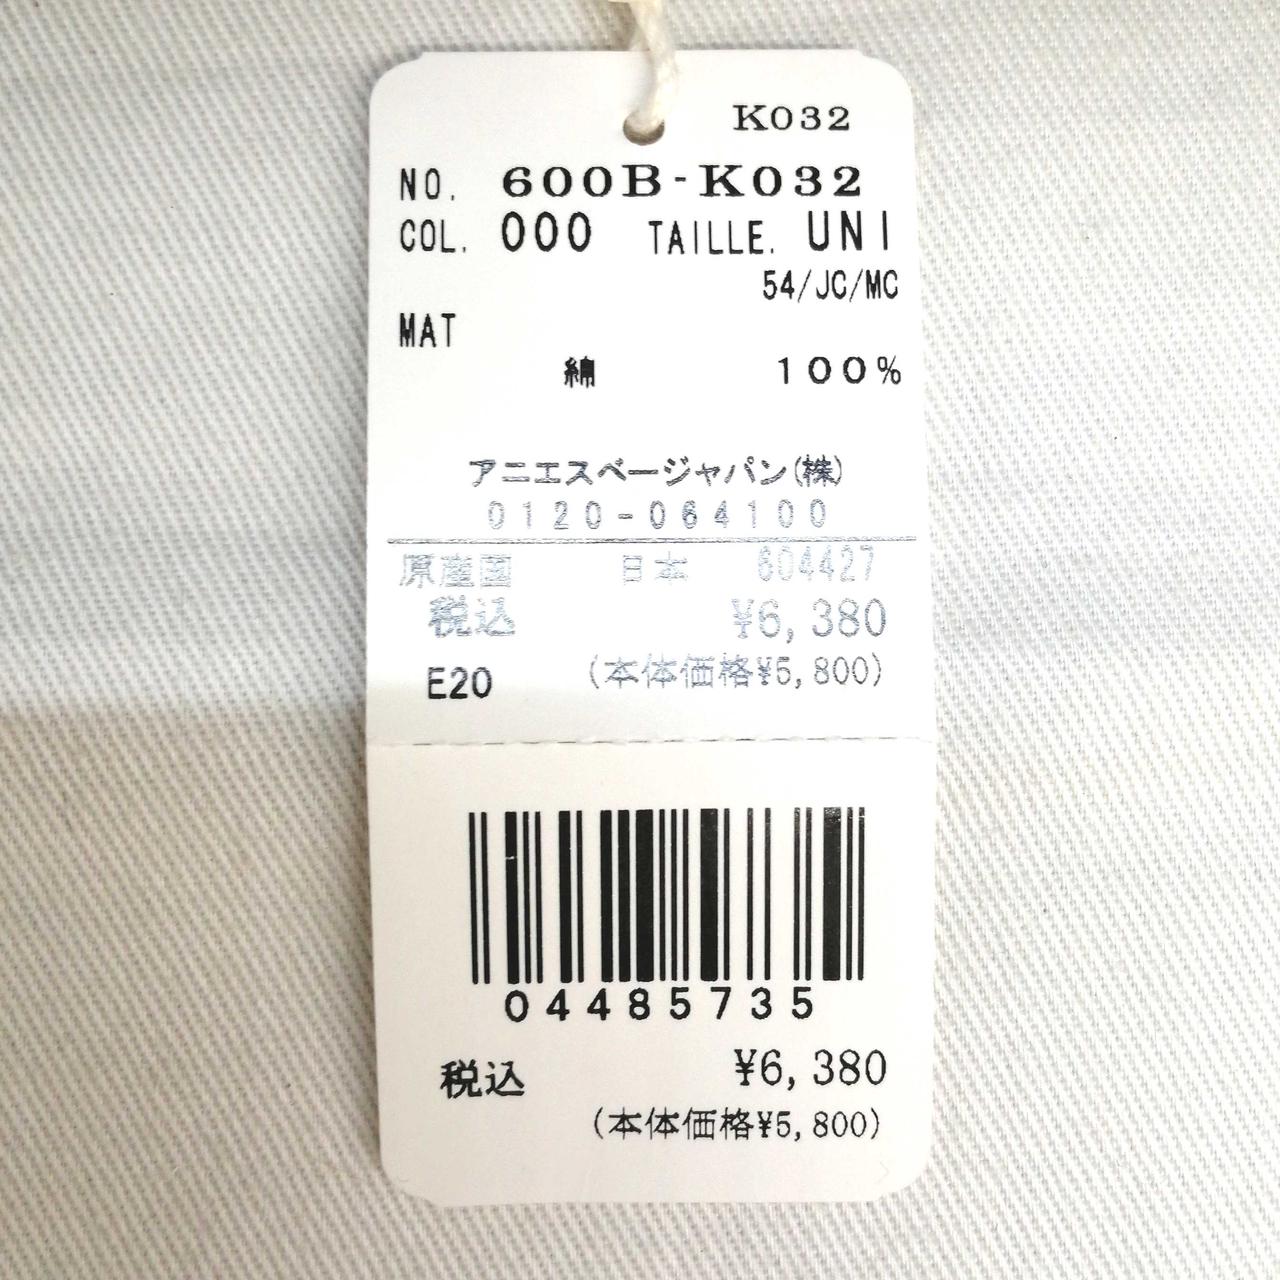 K032
NO. 600B-K032
COL. 000 TAILLE. UNI
54/JC/MC
MAT
綿 100%
アニエスベージャパン(株)
0120-064100
原産国 日本 604427
税込 ¥6,380
E20 (本体価格¥5,800)
04485735
税込 ¥6,380
(本体価格¥5,800)